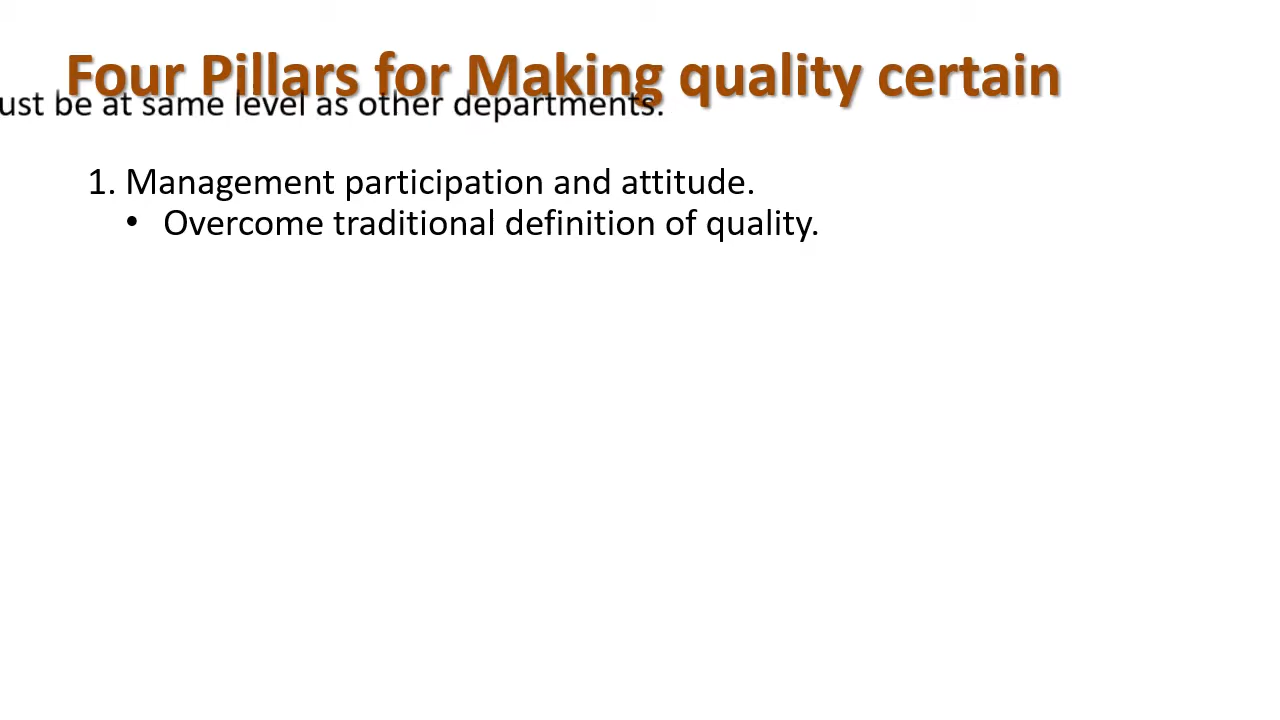 Four Pillars for Making quality certain
ust be at same level as other departments.
1. Management participation and attitude.
• Overcome traditional definition of quality.